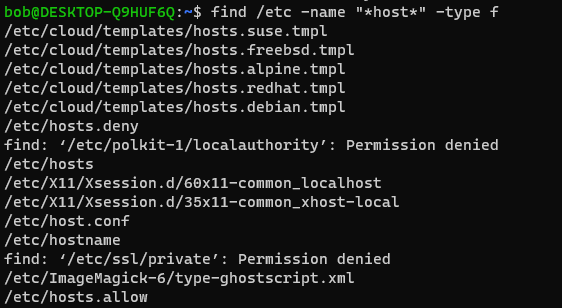 bob@DESKTOP-Q9HUF6Q:~$ find /etc -name "*host*" -type f
/etc/cloud/templates/hosts.suse.tmpl
/etc/cloud/templates/hosts.freebsd.tmpl
/etc/cloud/templates/hosts.alpine.tmpl
/etc/cloud/templates/hosts.redhat.tmpl
/etc/cloud/templates/hosts.debian.tmpl
/etc/hosts.deny
find: ‘/etc/polkit-1/localauthority’: Permission denied
/etc/hosts
/etc/X11/Xsession.d/60x11-common_localhost
/etc/X11/Xsession.d/35x11-common_xhost-local
/etc/host.conf
/etc/hostname
find: ‘/etc/ssl/private’: Permission denied
/etc/ImageMagick-6/type-ghostscript.xml
/etc/hosts.allow